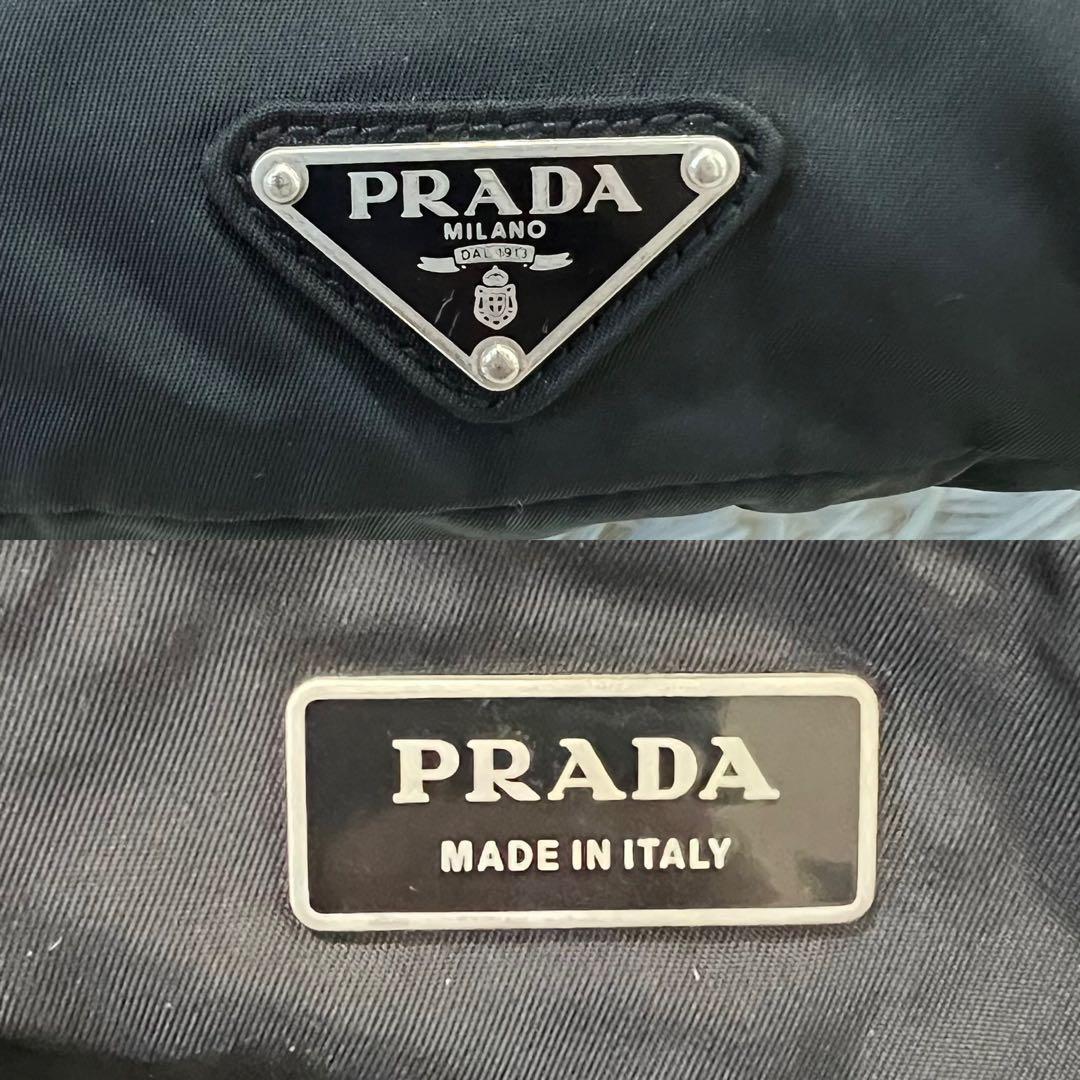 PRADA
MILANO
DAL 1913
PRADA
MADE IN ITALY